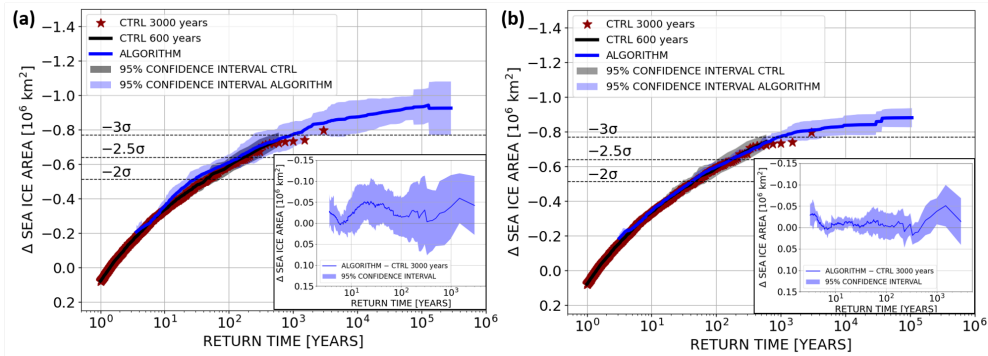 (a)
−1.4
−1.2
−1.0
−0.8
−0.6
−0.4
−0.2
0.0
0.2
Δ SEA ICE AREA [10⁶ km²]
CTRL 3000 years
CTRL 600 years
ALGORITHM
95% CONFIDENCE INTERVAL CTRL
95% CONFIDENCE INTERVAL ALGORITHM
−3σ
−2.5σ
−2σ
Δ SEA ICE AREA [10⁶ km²]
−0.15
−0.10
−0.05
0.00
0.05
0.10
0.15
ALGORITHM − CTRL 3000 years
95% CONFIDENCE INTERVAL
10¹ 10² 10³
RETURN TIME [YEARS]
10⁰ 10¹ 10² 10³ 10⁴ 10⁵ 10⁶
RETURN TIME [YEARS]
(b)
−1.4
−1.2
−1.0
−0.8
−0.6
−0.4
−0.2
0.0
0.2
Δ SEA ICE AREA [10⁶ km²]
CTRL 3000 years
CTRL 600 years
ALGORITHM
95% CONFIDENCE INTERVAL CTRL
95% CONFIDENCE INTERVAL ALGORITHM
−3σ
−2.5σ
−2σ
Δ SEA ICE AREA [10⁶ km²]
−0.15
−0.10
−0.05
0.00
0.05
0.10
0.15
ALGORITHM − CTRL 3000 years
95% CONFIDENCE INTERVAL
10¹ 10² 10³
RETURN TIME [YEARS]
10⁰ 10¹ 10² 10³ 10⁴ 10⁵ 10⁶
RETURN TIME [YEARS]